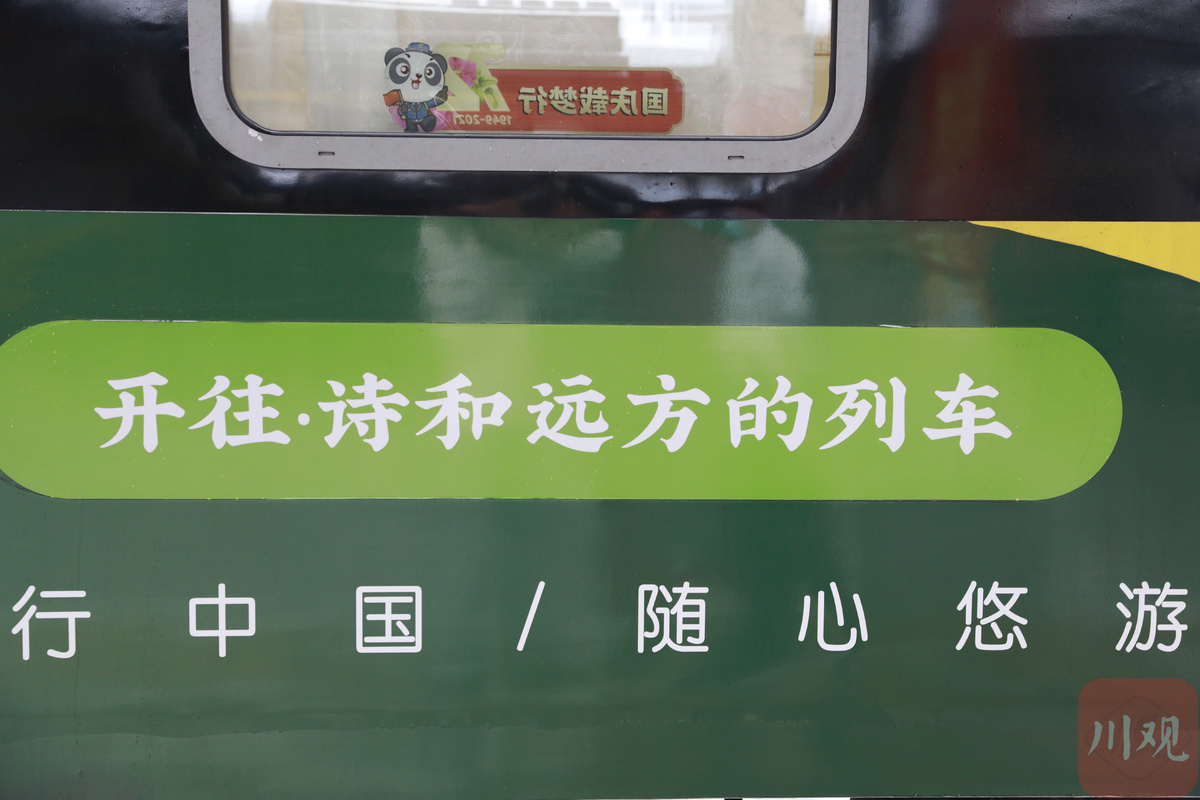 国庆载梦行
1949-2021
开往·诗和远方的列车
行中国/随心悠游
川观